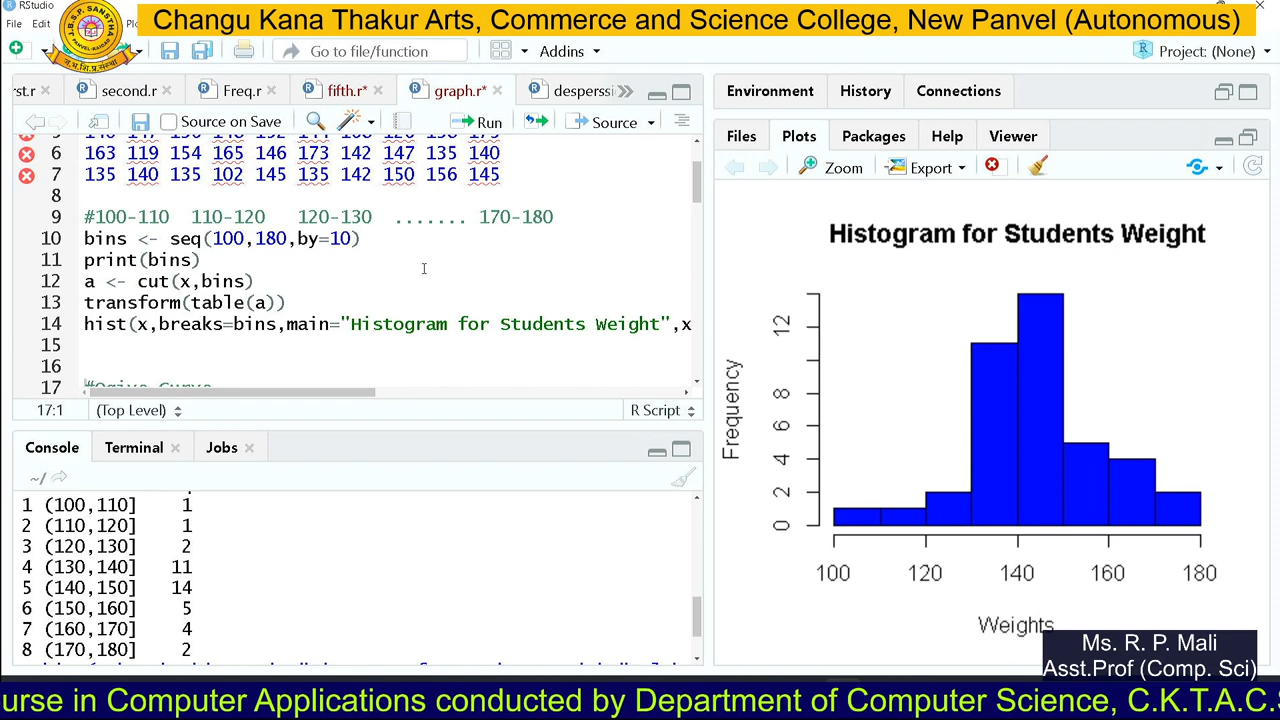 RStudio
Changu Kana Thakur Arts, Commerce and Science College, New Panvel (Autonomous)
File Edit
Go to file/function
Addins
Project: (None)
rst.r
second.r
Freq.r
fifth.r*
graph.r*
desperssi
Source on Save
Run
Source
6 163 119 154 165 146 173 142 147 135 140
7 135 140 135 102 145 135 142 150 156 145
8
9 #100-110 110-120 120-130 ....... 170-180
10 bins <- seq(100,180,by=10)
11 print(bins)
12 a <- cut(x,bins)
13 transform(table(a))
14 hist(x,breaks=bins,main="Histogram for Students Weight",x
15
16
17 #Ogive Curve
17:1 (Top Level) R Script
Console Terminal Jobs
~/
1 (100,110] 1
2 (110,120] 1
3 (120,130] 2
4 (130,140] 11
5 (140,150] 14
6 (150,160] 5
7 (160,170] 4
8 (170,180] 2
Environment History Connections
Files Plots Packages Help Viewer
Zoom Export
Histogram for Students Weight
Frequency
12
8
6
4
2
0
100 120 140 160 180
Weights
Ms. R. P. Mali
Asst.Prof (Comp. Sci)
urse in Computer Applications conducted by Department of Computer Science, C.K.T.A.C.S